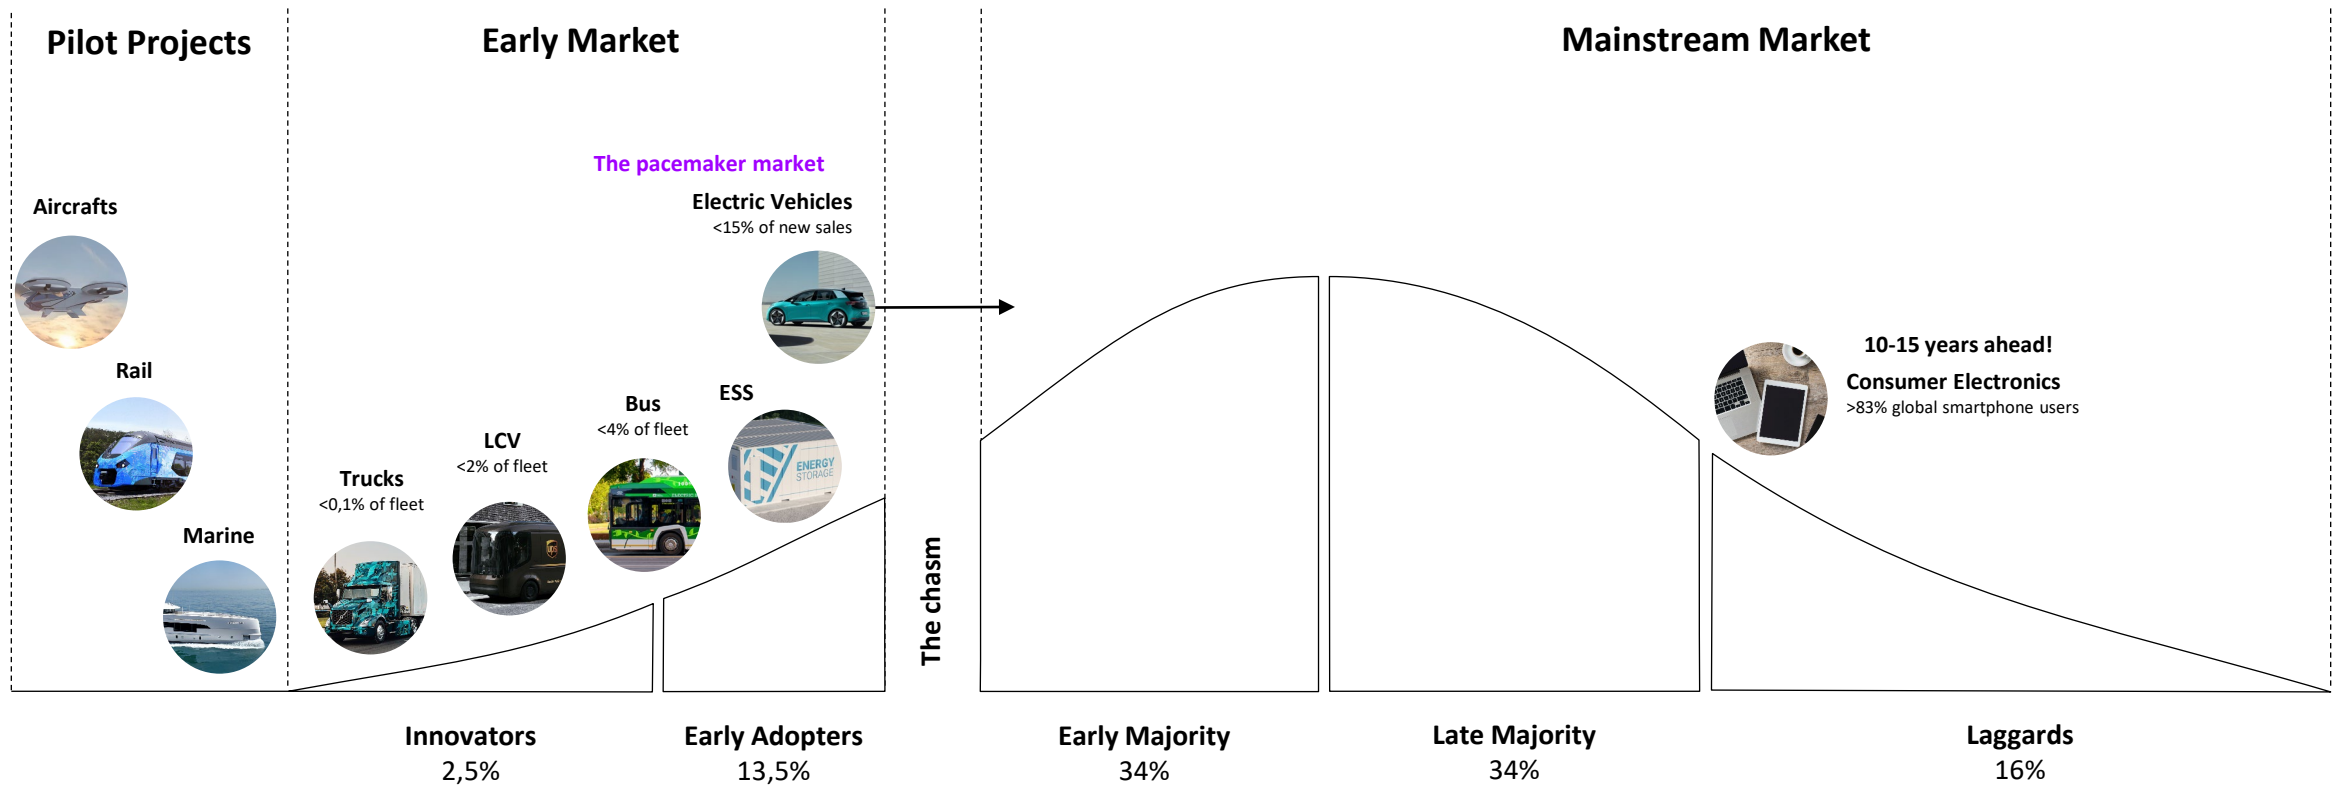 Pilot Projects
Early Market
Mainstream Market
The pacemaker market
Electric Vehicles
<15% of new sales
Aircrafts
Rail
Marine
Trucks
<0,1% of fleet
LCV
<2% of fleet
Bus
<4% of fleet
ESS
ENERGY
STORAGE
ups
The chasm
10-15 years ahead!
Consumer Electronics
>83% global smartphone users
Innovators
2,5%
Early Adopters
13,5%
Early Majority
34%
Late Majority
34%
Laggards
16%